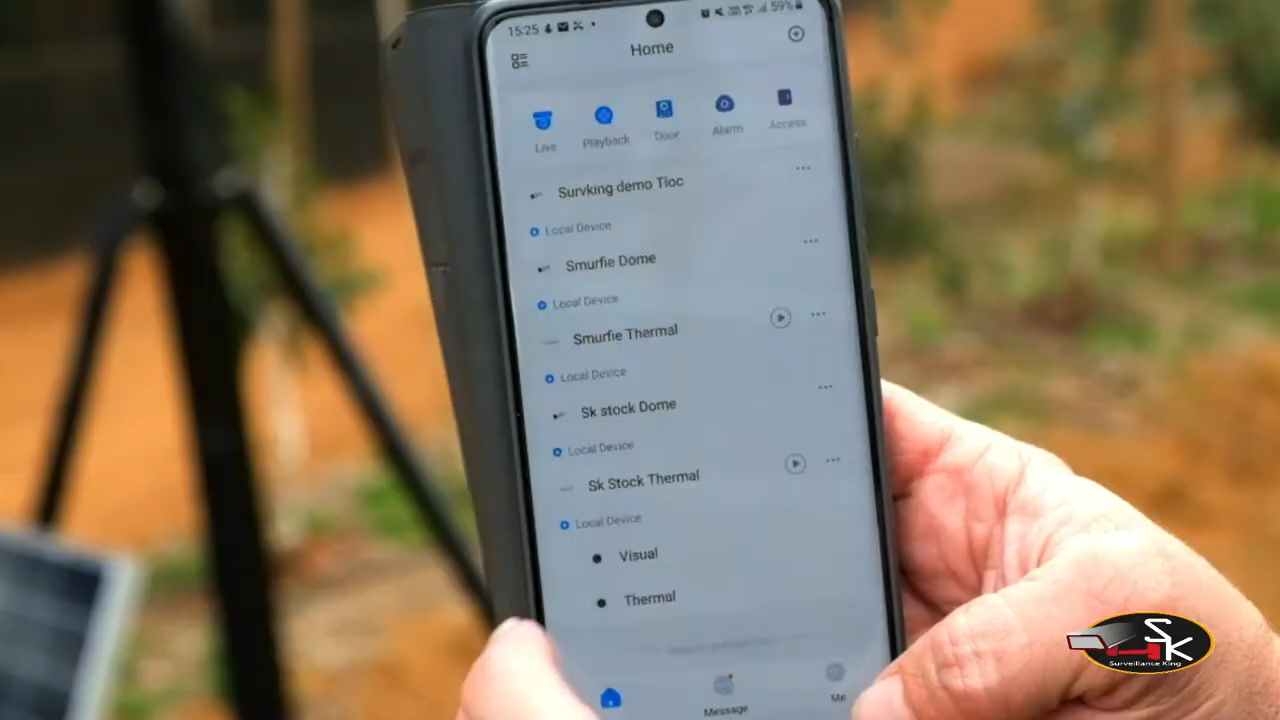 15:25
59%
Home
Live Playback Door Alarm Access
Survking demo Tioc
Local Device
Smurfie Dome
Local Device
Smurfie Thermal
Local Device
Sk stock Dome
Local Device
Sk Stock Thermal
Local Device
Visual
Thermal
Message
Me
SK
Surveillance King